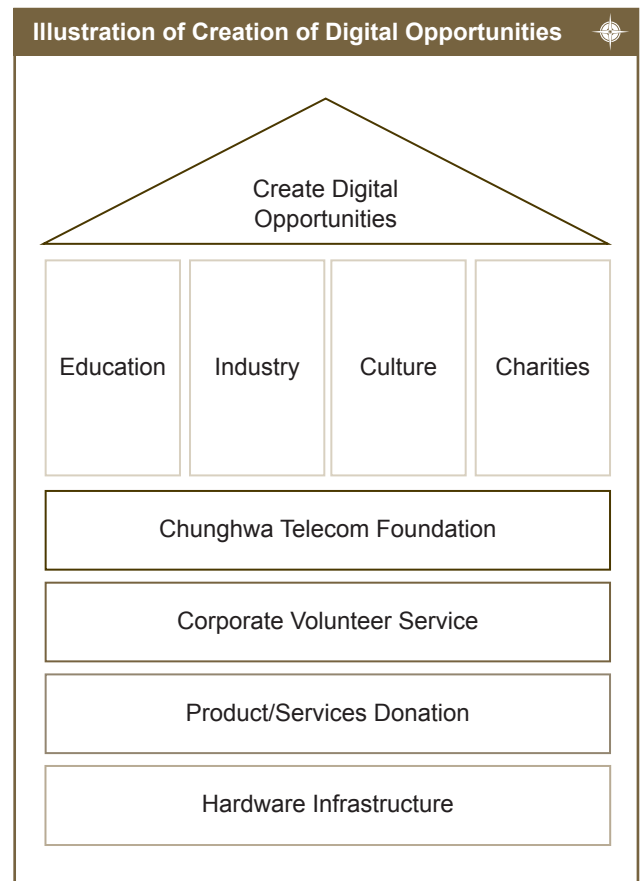 Illustration of Creation of Digital Opportunities
Create Digital
Opportunities
Education
Industry
Culture
Charities
Chunghwa Telecom Foundation
Corporate Volunteer Service
Product/Services Donation
Hardware Infrastructure